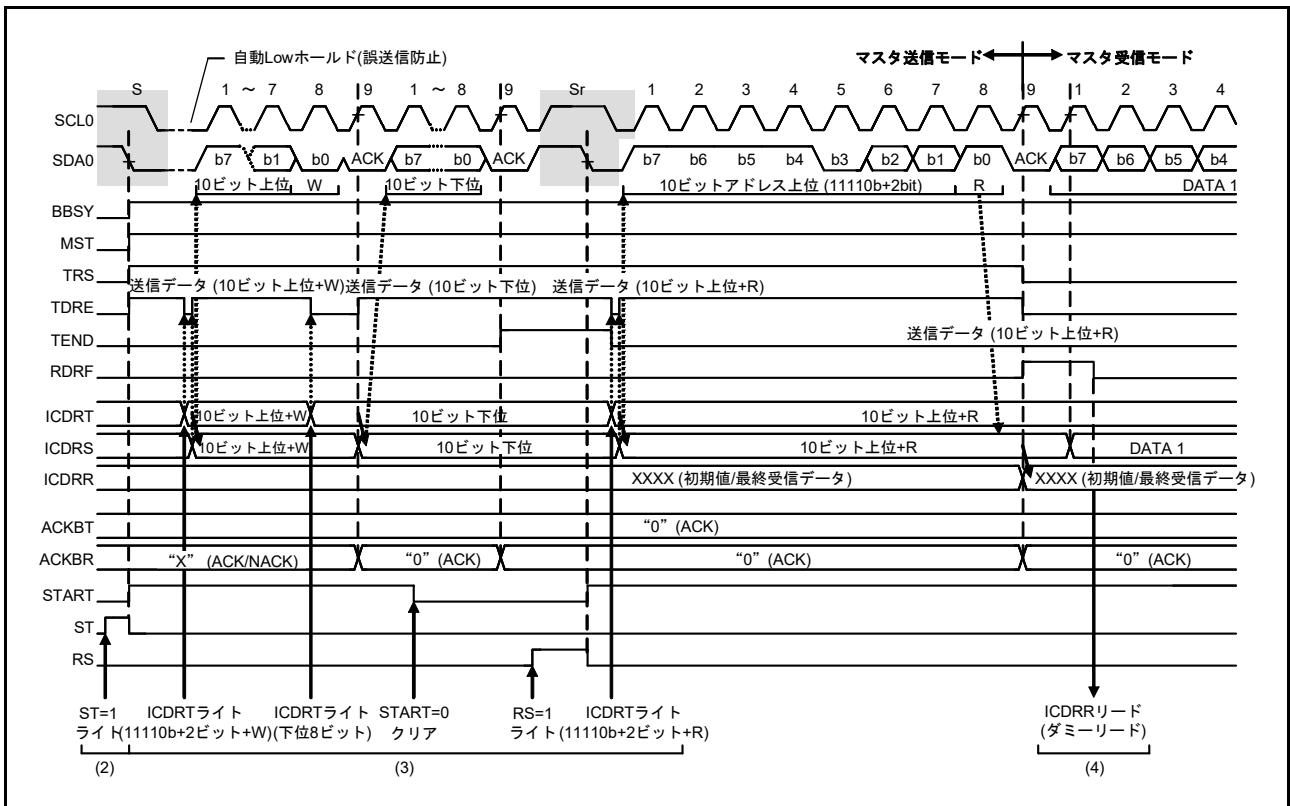 自動Lowホールド(誤送信防止)
マスタ送信モード マスタ受信モード
S 1 ～ 7 8 9 1 ～ 8 9 Sr 1 2 3 4 5 6 7 8 9 1 2 3 4
SCL0
SDA0 b7 b1 b0 ACK b7 b0 ACK b7 b6 b5 b4 b3 b2 b1 b0 ACK b7 b6 b5 b4
10ビット上位 W 10ビット下位 10ビットアドレス上位 (11110b+2bit) R DATA 1
BBSY
MST
TRS
送信データ (10ビット上位+W) 送信データ (10ビット下位) 送信データ (10ビット上位+R)
TDRE
TEND 送信データ (10ビット上位+R)
RDRF
ICDRT 10ビット上位+W 10ビット下位 10ビット上位+R
ICDRS 10ビット上位+W 10ビット下位 10ビット上位+R DATA 1
ICDRR XXXX (初期値/最終受信データ) XXXX (初期値/最終受信データ)
ACKBT “0” (ACK)
ACKBR “X” (ACK/NACK) “0” (ACK) “0” (ACK) “0” (ACK)
START
ST
RS
ST=1 ICDRTライト ICDRTライト START=0 RS=1 ICDRTライト ICDRRリード
ライト (11110b+2ビット+W) (下位8ビット) クリア ライト (11110b+2ビット+R) (ダミーリード)
(2) (3) (4)